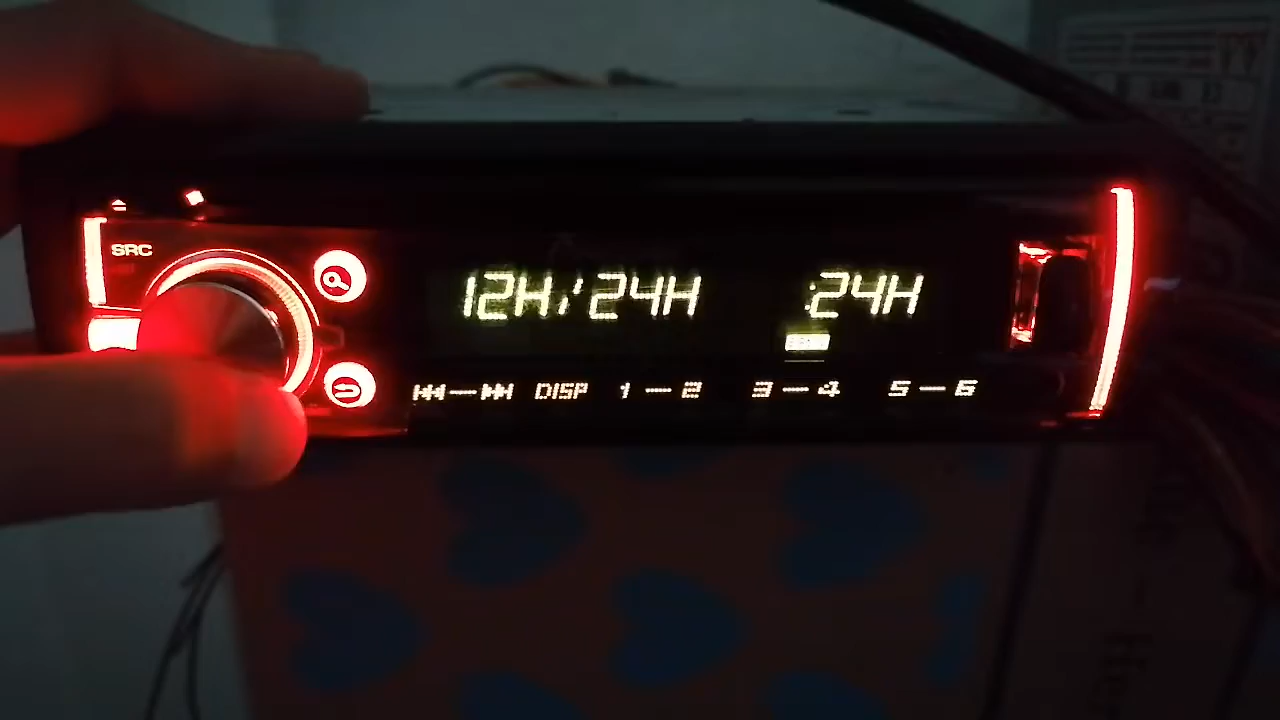 SRC
12H/24H :24H
DISP 1 — 2 3 — 4 5 — 6